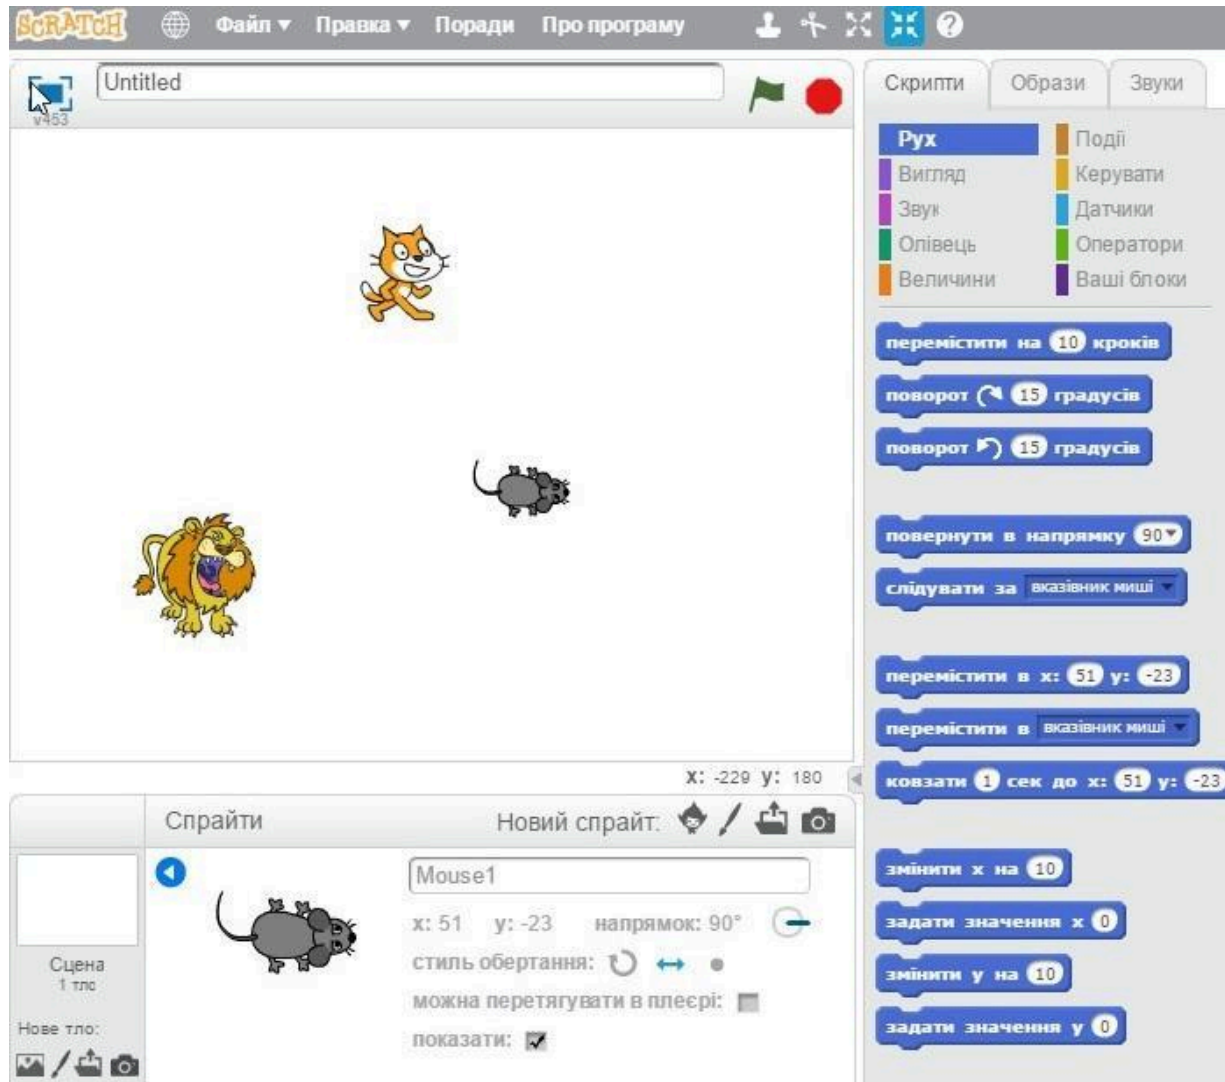 SCRATCH Файл Правка Поради Про програму
Untitled
v453
Скрипти Образи Звуки
Рух Події
Вигляд Керувати
Звук Датчики
Олівець Оператори
Величини Ваші блоки
перемістити на 10 кроків
поворот 15 градусів
поворот 15 градусів
повернути в напрямку 90
слідувати за вказівник миші
перемістити в x: 51 y: -23
перемістити в вказівник миші
ковзати 1 сек до x: 51 y: -23
змінити x на 10
задати значення x 0
змінити y на 10
задати значення y 0
x: -229 y: 180
Спрайти Новий спрайт:
Mouse1
x: 51 y: -23 напрямок: 90°
стиль обертання:
можна перетягувати в плеєрі:
показати:
Сцена
1 тло
Нове тло: